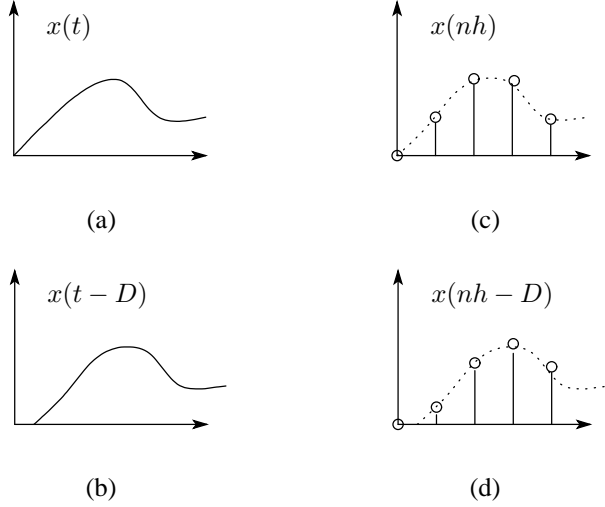 x(t)
x(nh)
(a)
(c)
x(t − D)
x(nh − D)
(b)
(d)